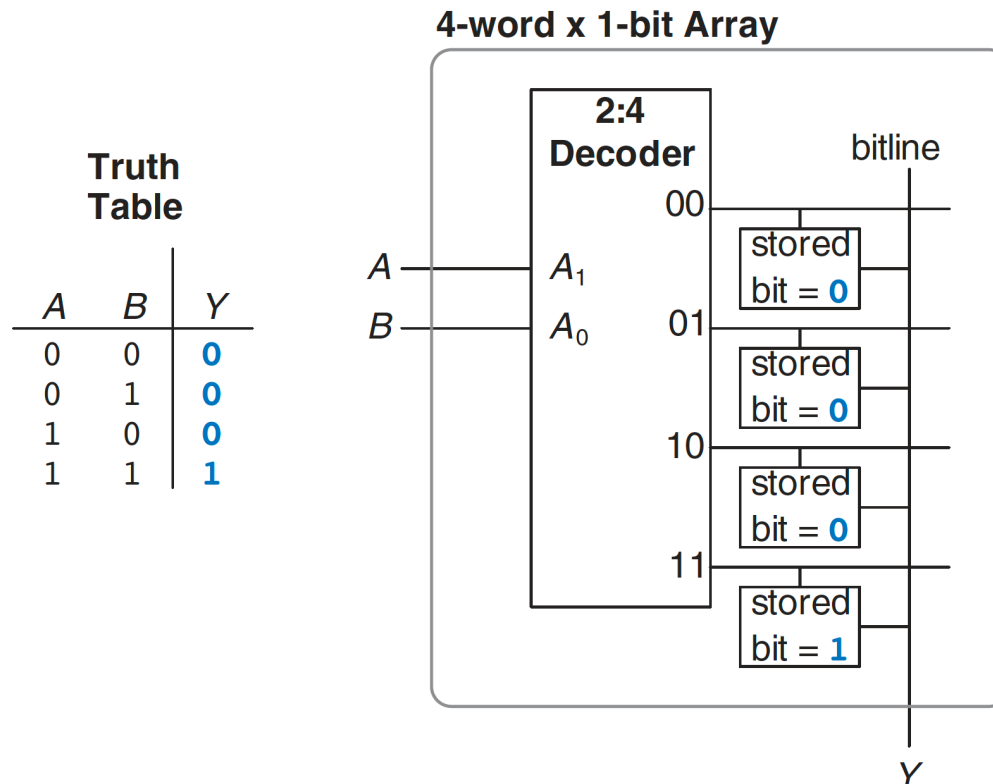 4-word x 1-bit Array
Truth
Table
A B Y
0 0 0
0 1 0
1 0 0
1 1 1
2:4
Decoder
bitline
A A₁
B A₀
00
stored
bit = 0
01
stored
bit = 0
10
stored
bit = 0
11
stored
bit = 1
Y